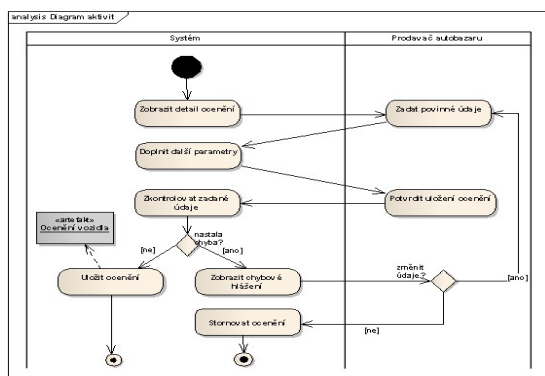 analysis Diagram aktivit
Systém
Prodavač autobazaru
Zobrazit detail ocenění
Zadat povinné údaje
Doplnit další parametry
Zkontrolovat zadané
údaje
Potvrdit uložení ocenění
«artefakt»
Ocenění vozidla
nastala
chyba?
[ne]
[ano]
Uložit ocenění
Zobrazit chybové
hlášení
změnit
údaje?
[ano]
Stornovat ocenění
[ne]